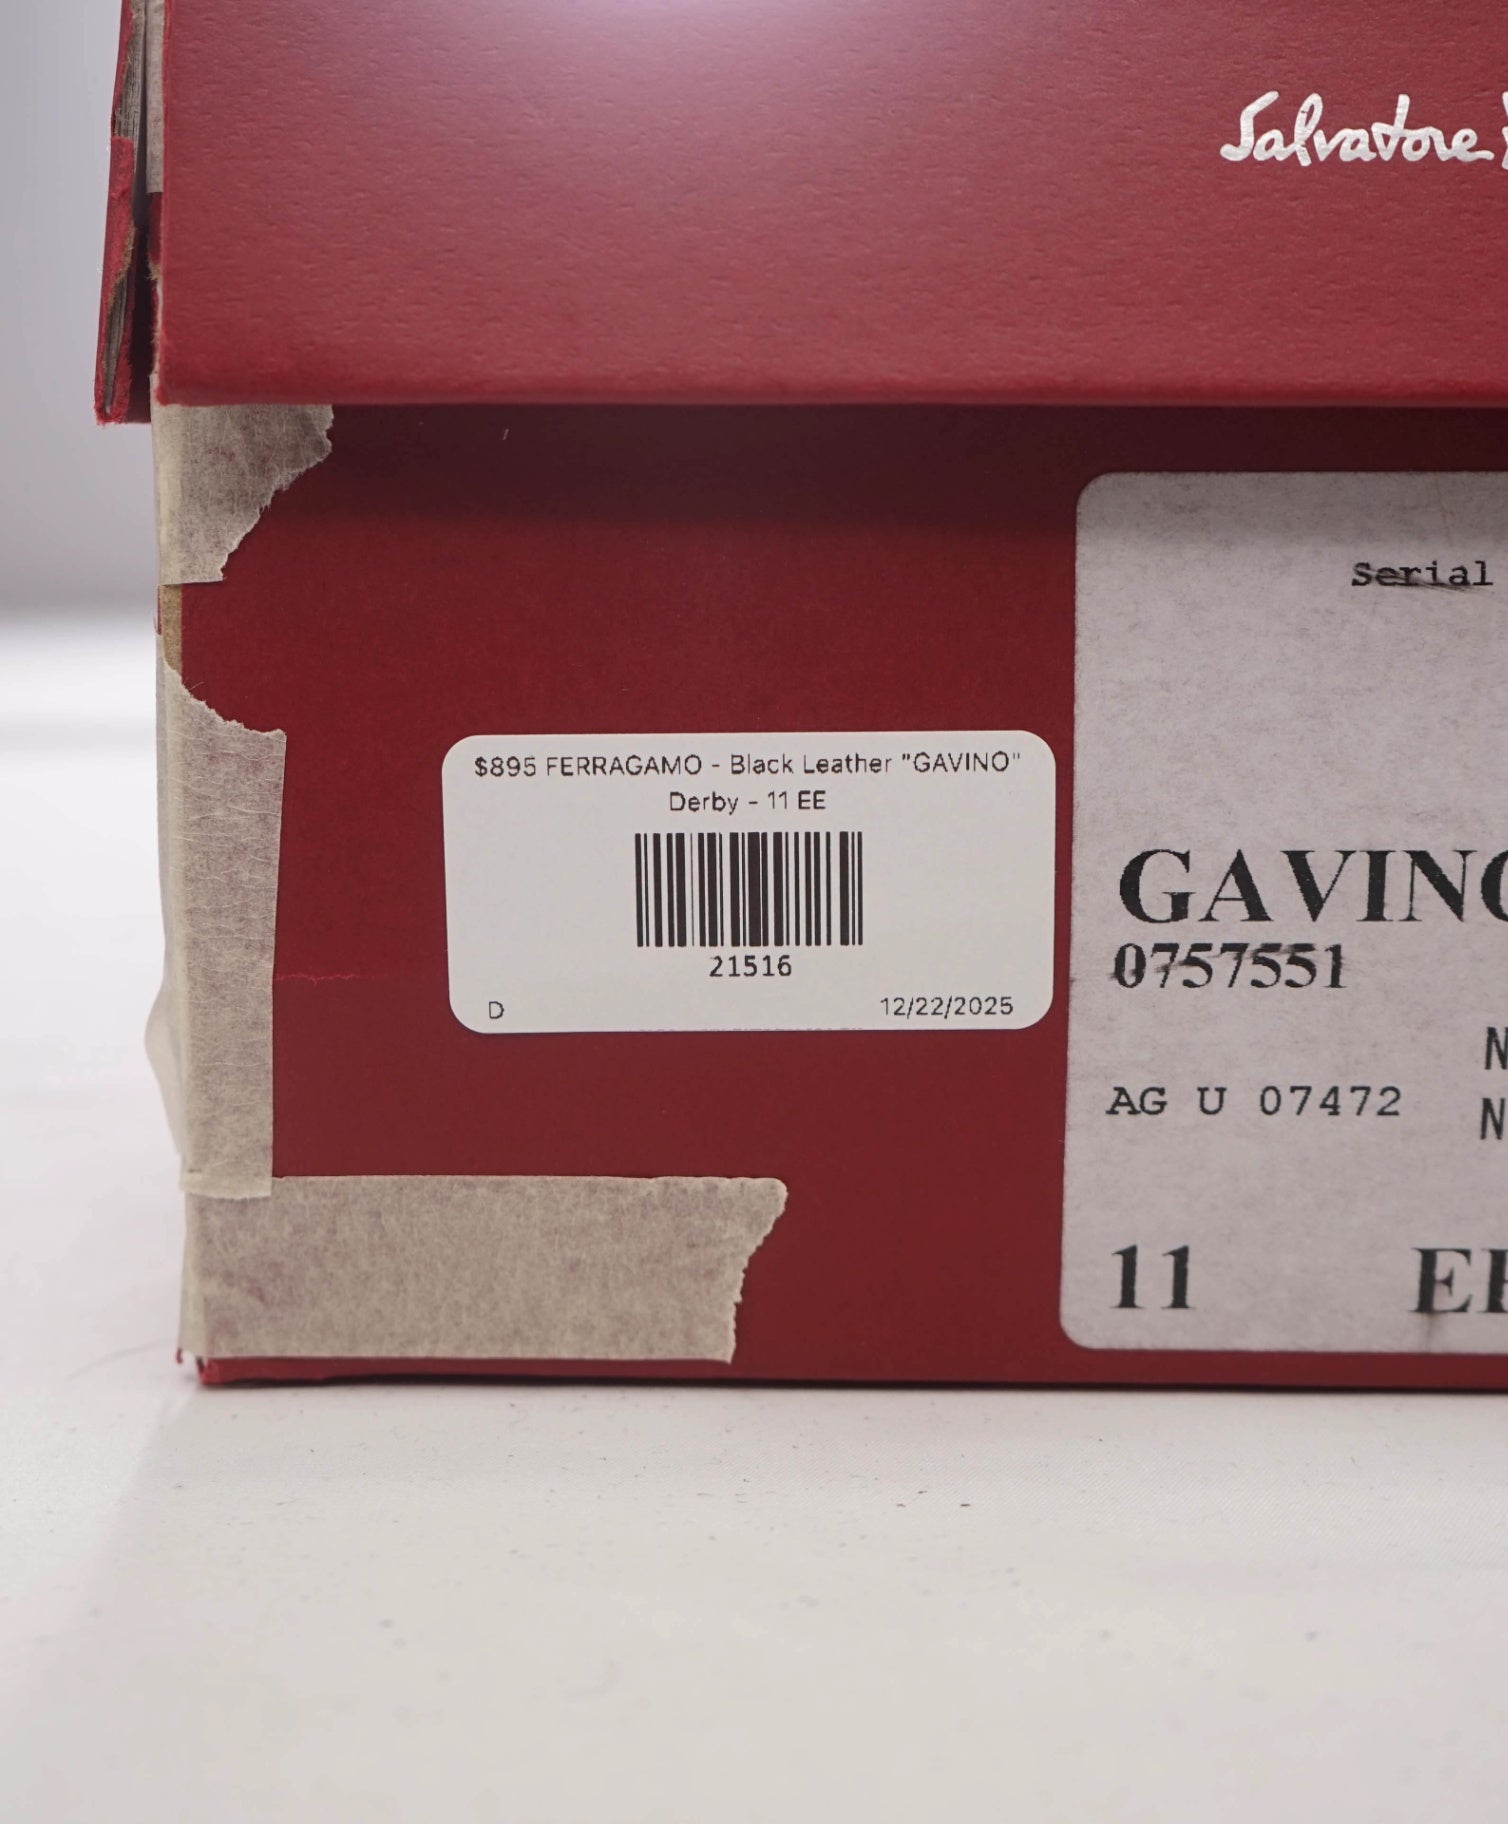 Salvatore
Serial
$895 FERRAGAMO - Black Leather "GAVINO"
Derby - 11 EE
21516
D 12/22/2025
GAVINO
0757551
N
AG U 07472
N
11 EE